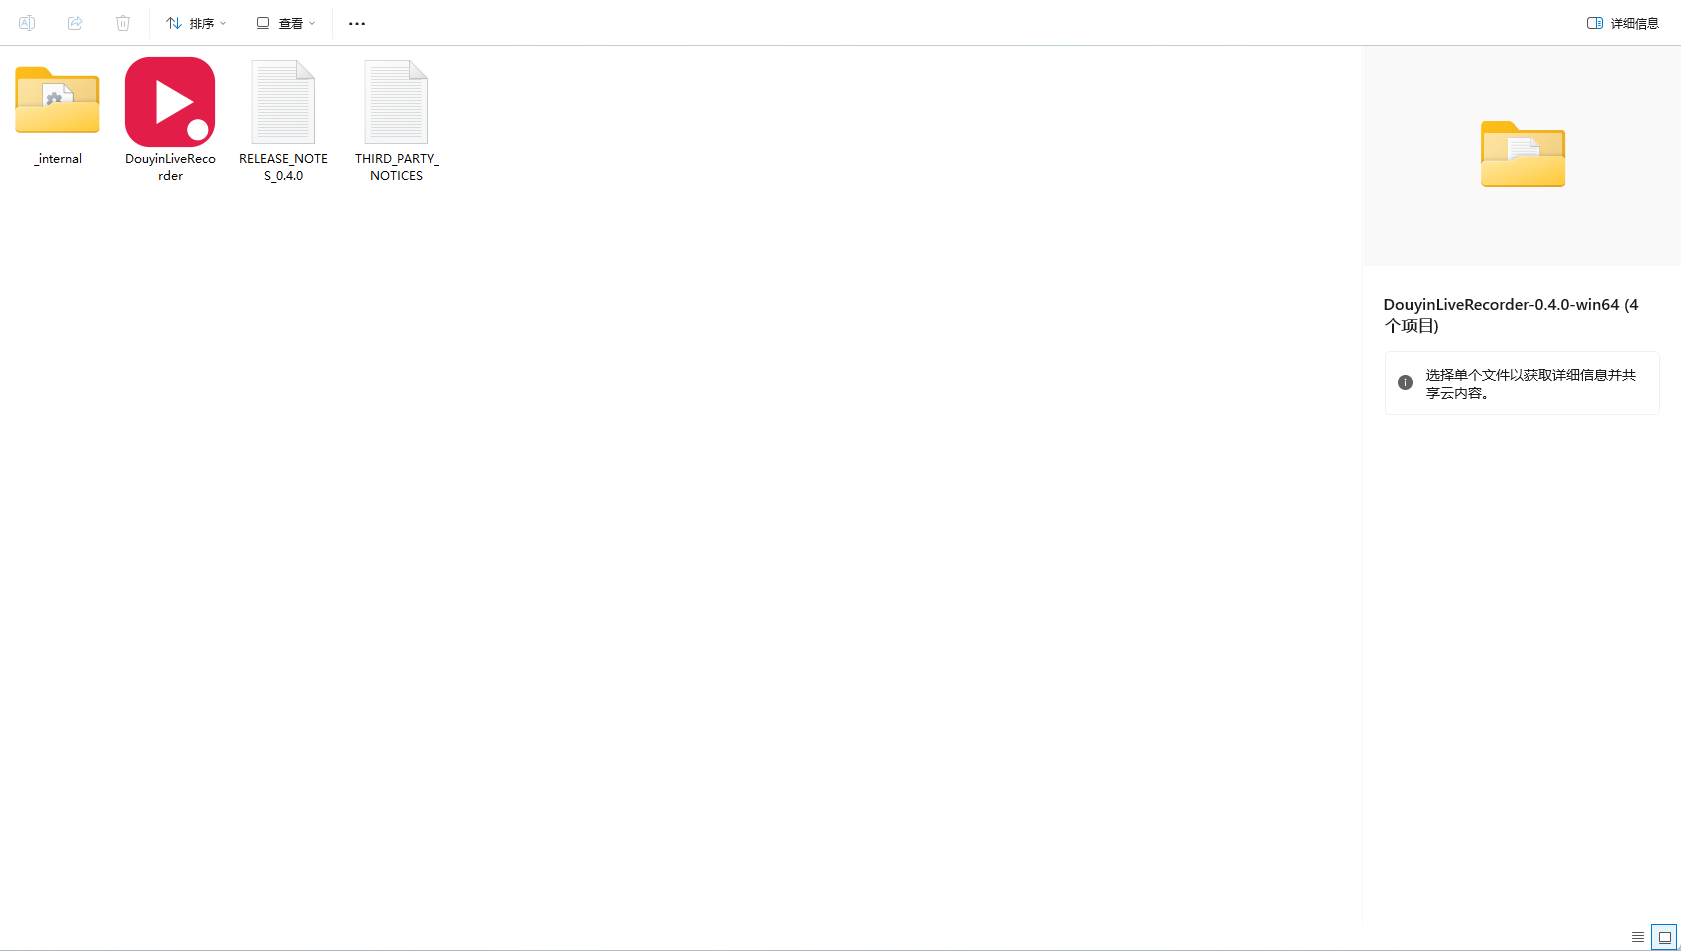 排序
查看
详细信息
_internal
DouyinLiveReco
rder
RELEASE_NOTE
S_0.4.0
THIRD_PARTY_
NOTICES
DouyinLiveRecorder-0.4.0-win64 (4
个项目)
选择单个文件以获取详细信息并共
享云内容。